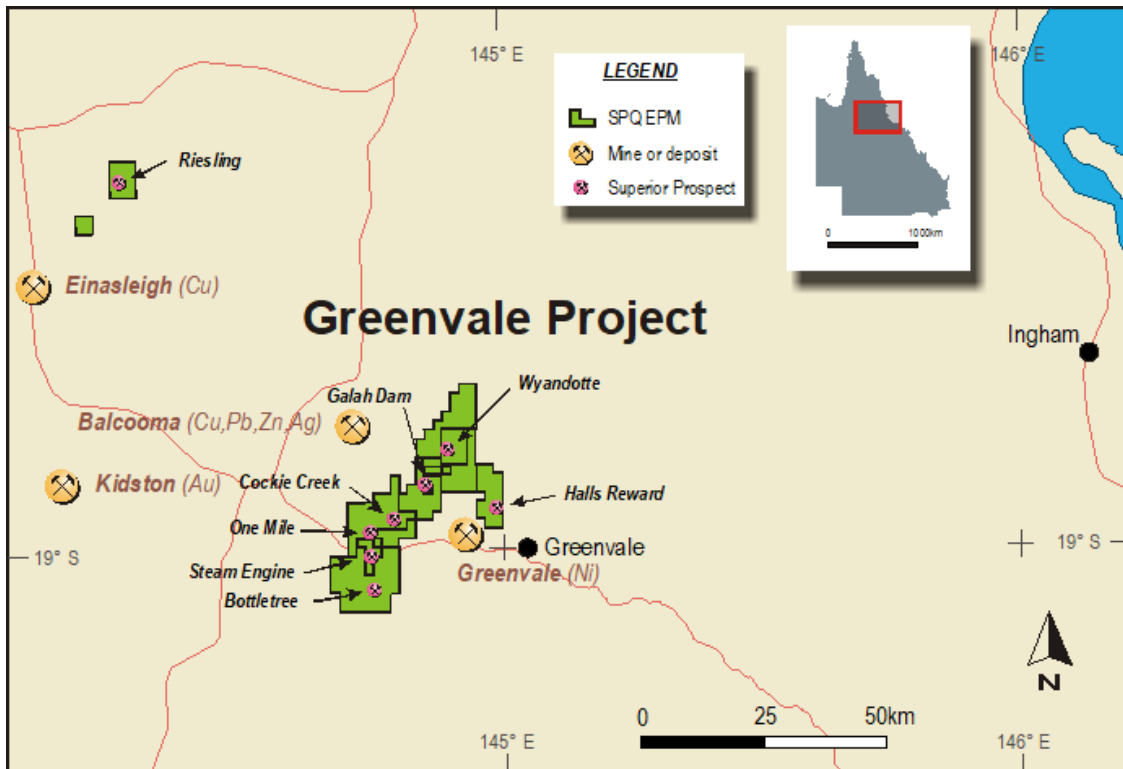 145° E
146° E
LEGEND
SPQ EPM
Mine or deposit
Superior Prospect
0 1000km
Riesling
Einasleigh (Cu)
Greenvale Project
Ingham
Wyandotte
Galah Dam
Balcooma (Cu,Pb,Zn,Ag)
Kidston (Au)
Cockie Creek
Halls Reward
One Mile
19° S
Greenvale
19° S
Steam Engine
Greenvale (Ni)
Bottletree
N
0 25 50km
145° E
146° E